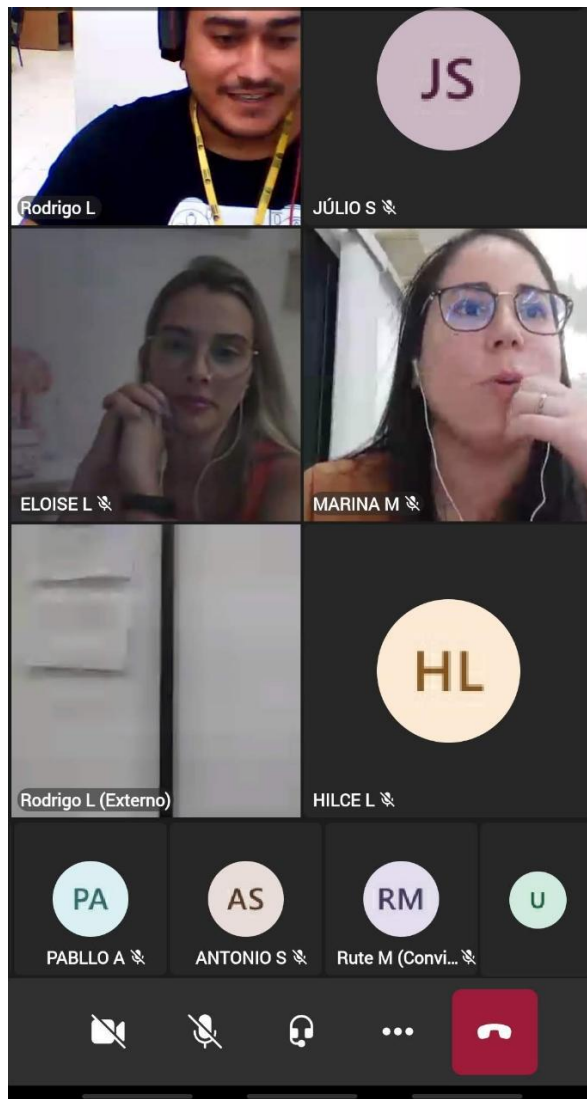 JS
Rodrigo L
JÚLIO S
ELOISE L
MARINA M
HL
Rodrigo L (Externo)
HILCE L
PA
AS
RM
U
PABLLO A
ANTONIO S
Rute M (Convi...